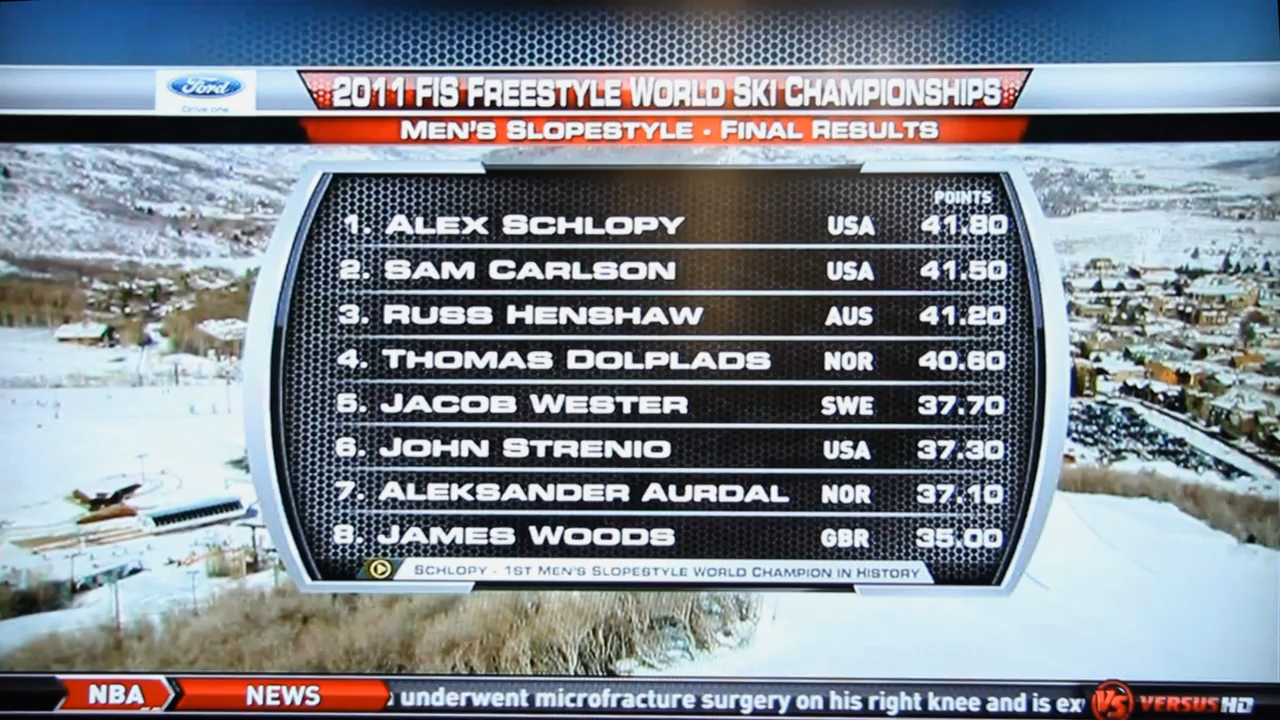 Ford
Drive one
2011 FIS FREESTYLE WORLD SKI CHAMPIONSHIPS
MEN'S SLOPESTYLE - FINAL RESULTS
POINTS
1. ALEX SCHLOPY USA 41.80
2. SAM CARLSON USA 41.50
3. RUSS HENSHAW AUS 41.20
4. THOMAS DOLPLADS NOR 40.60
5. JACOB WESTER SWE 37.70
6. JOHN STRENIO USA 37.30
7. ALEKSANDER AURDAL NOR 37.10
8. JAMES WOODS GBR 35.00
SCHLOPY - 1ST MEN'S SLOPESTYLE WORLD CHAMPION IN HISTORY
NBA NEWS underwent microfracture surgery on his right knee and is ex VS VERSUS HD